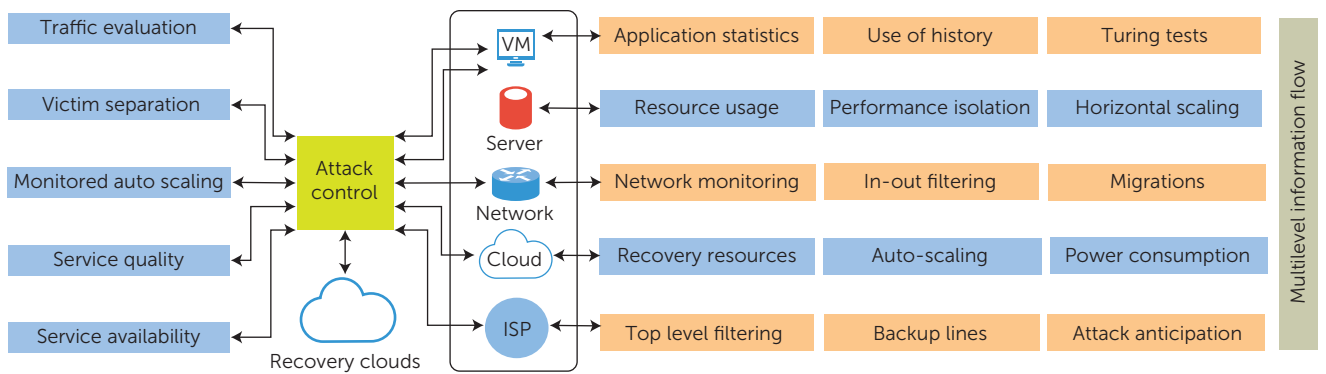 Traffic evaluation
Victim separation
Monitored auto scaling
Service quality
Service availability
Attack
control
Recovery clouds
VM
Server
Network
Cloud
ISP
Application statistics
Use of history
Turing tests
Resource usage
Performance isolation
Horizontal scaling
Network monitoring
In-out filtering
Migrations
Recovery resources
Auto-scaling
Power consumption
Top level filtering
Backup lines
Attack anticipation
Multilevel information flow